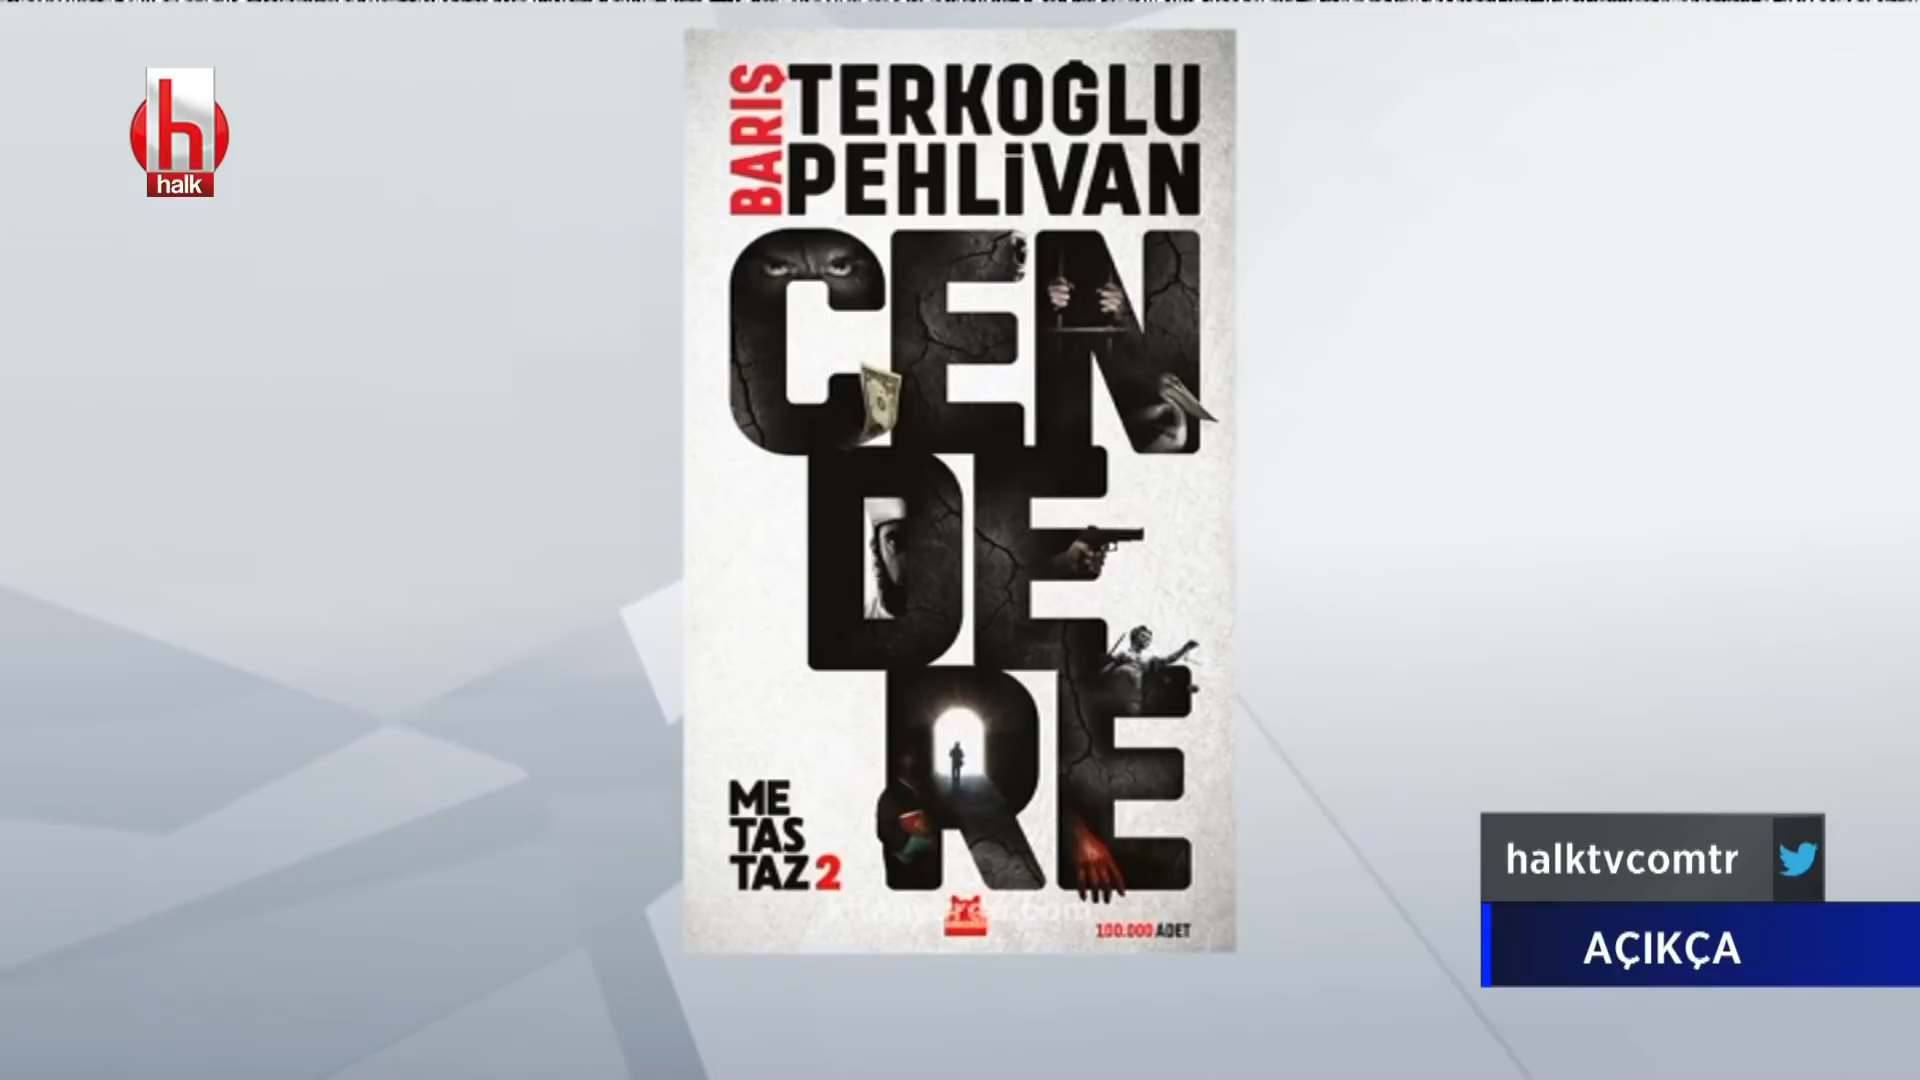 h
halk
BARIŞ
TERKOĞLU
PEHLİVAN
CEN
DE
RE
ME
TAS
TAZ 2
100.000 ADET
halktvcomtr
AÇIKÇA